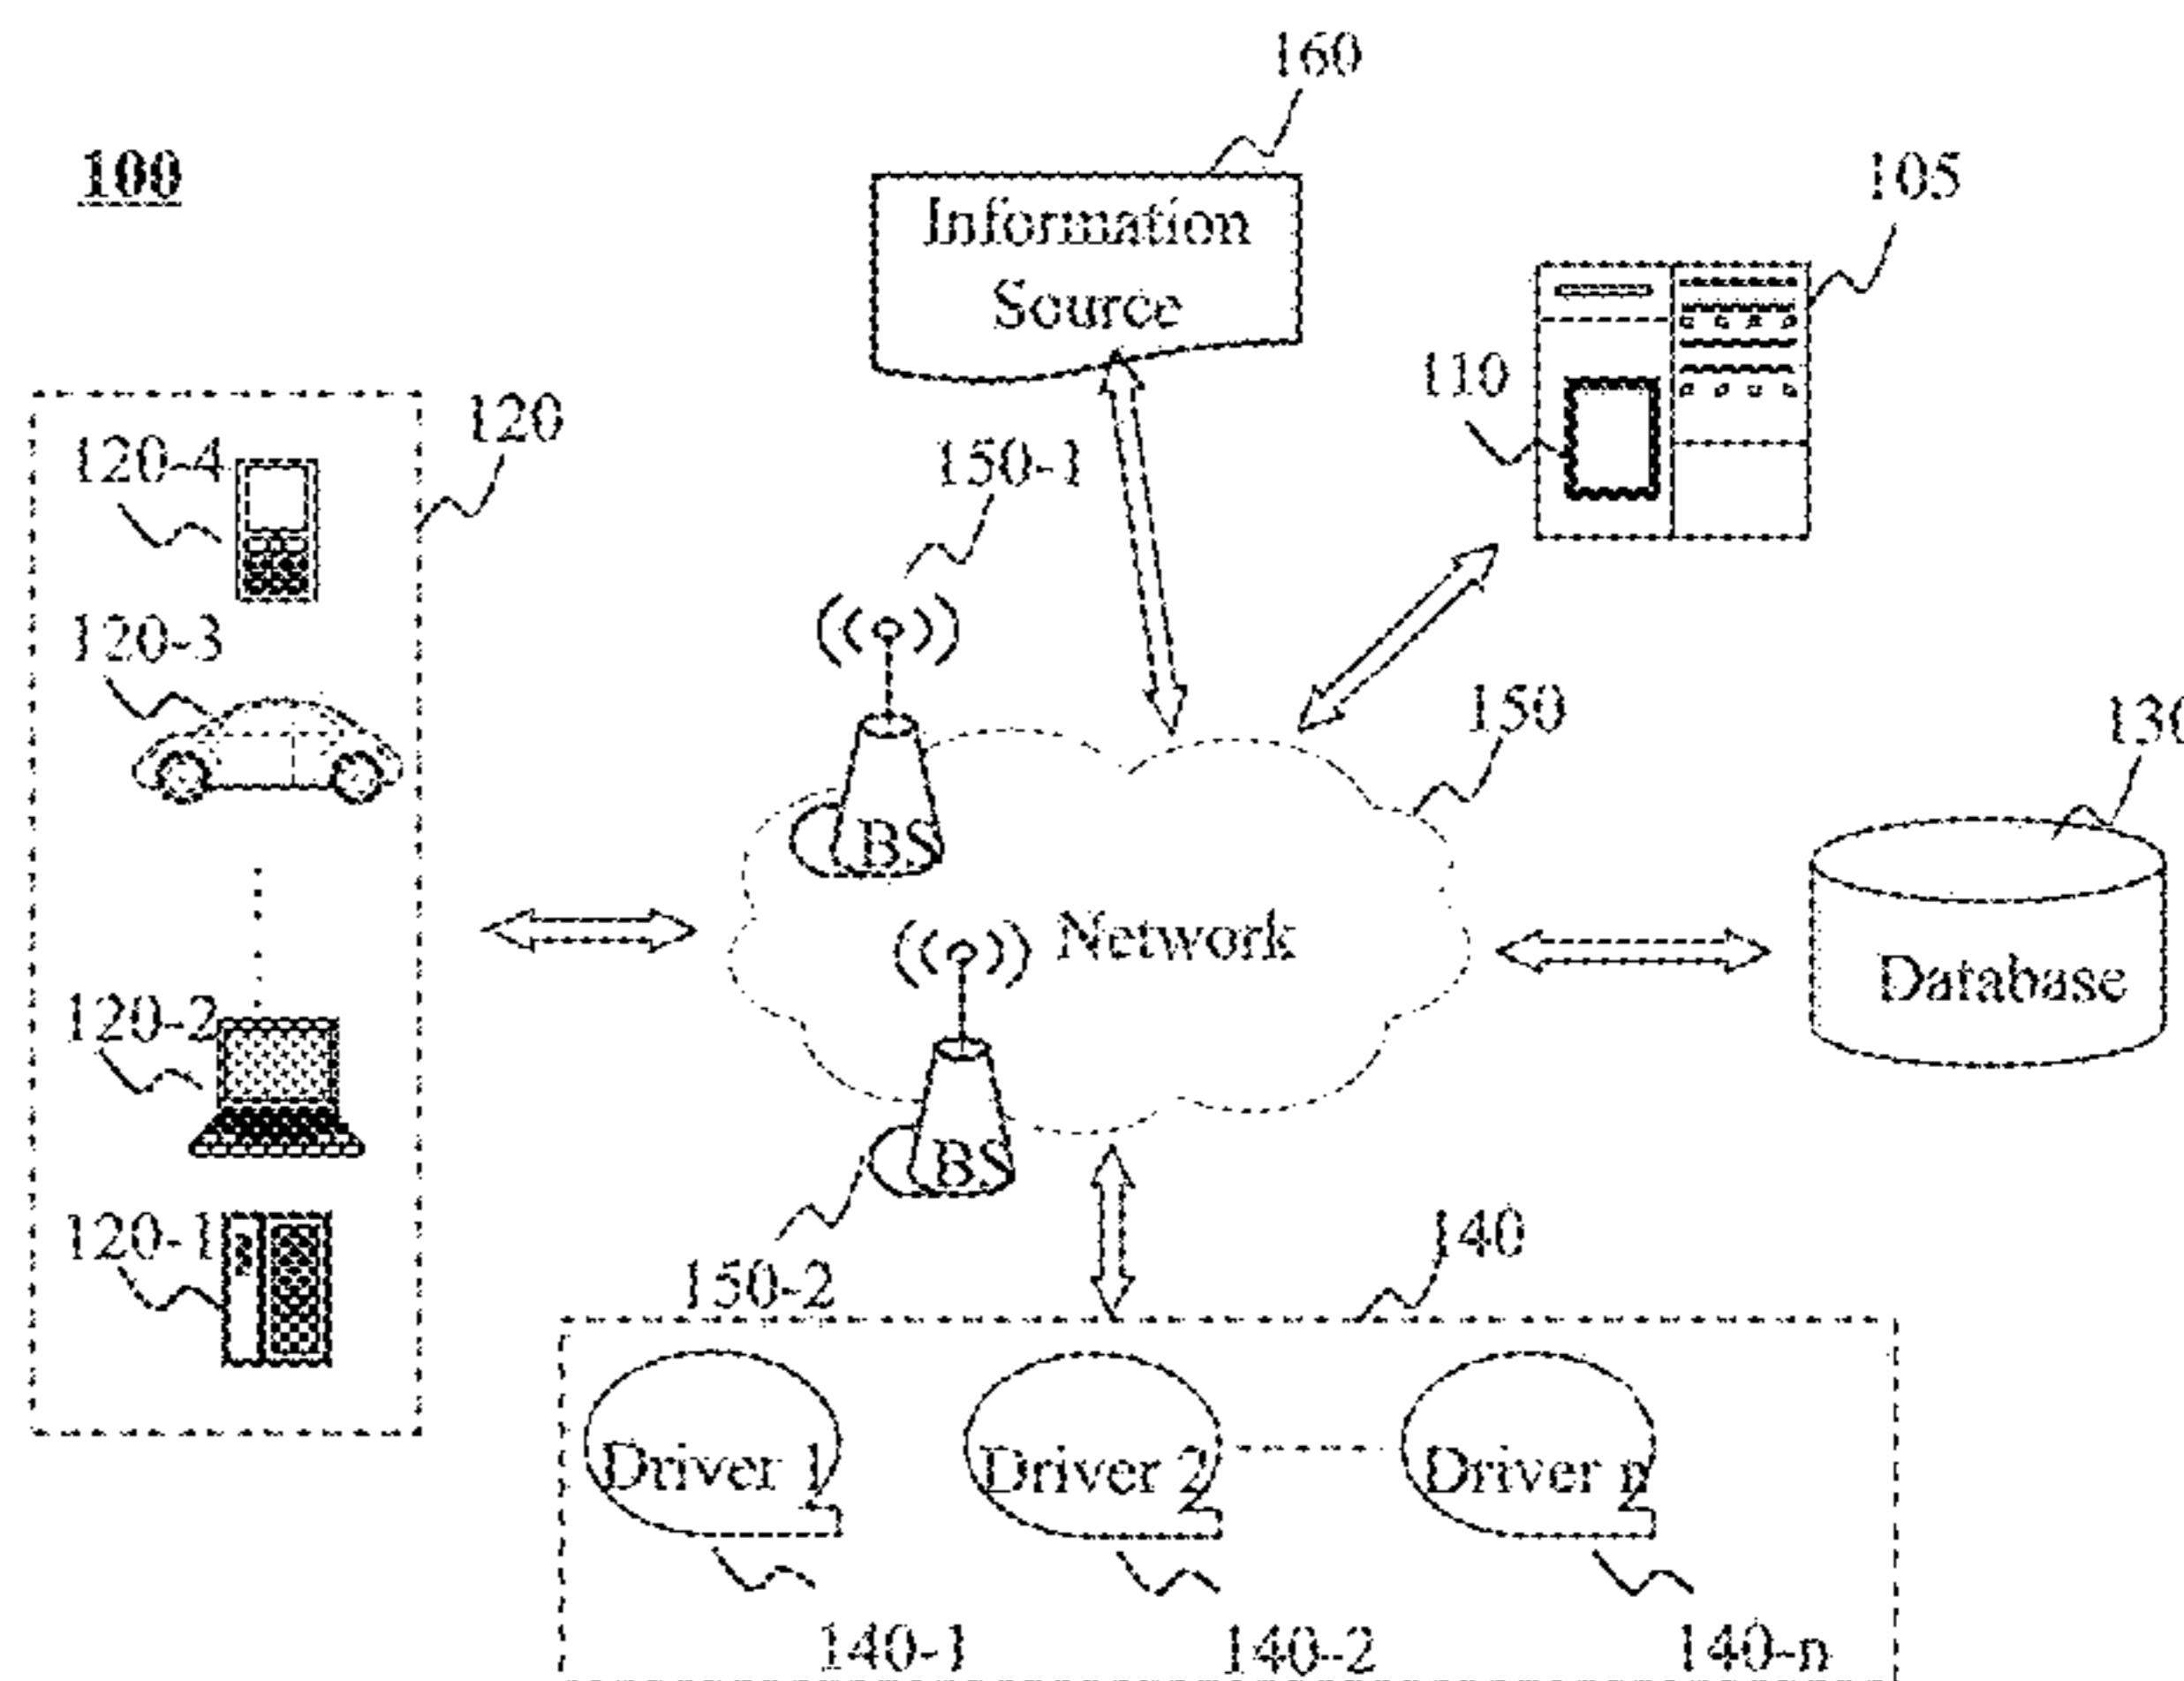 160
100
105
Information
Source
110
120
120-4
150-1
120-3
150
130
BS
Network
Database
120-2
BS
120-1
140
150-2
Driver 1
Driver 2
Driver n
140-1
140-2
140-n